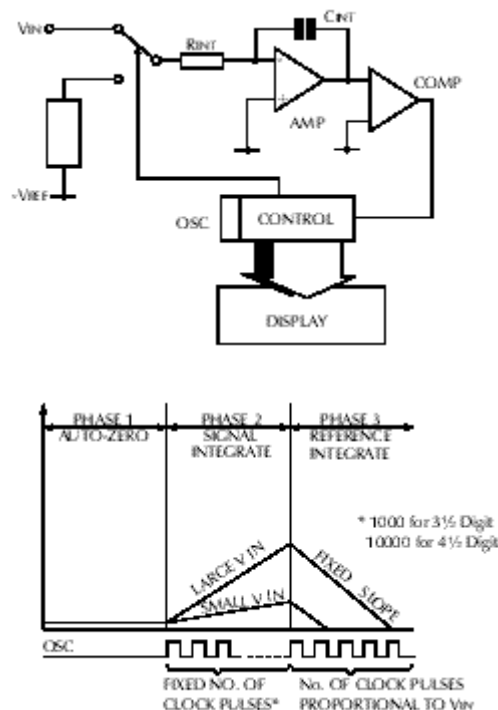 VIN
RINT
CINT
-
+
AMP
COMP
-VREF
OSC
CONTROL
DISPLAY
PHASE 1
AUTO-ZERO
PHASE 2
SIGNAL
INTEGRATE
PHASE 3
REFERENCE
INTEGRATE
* 1000 for 3½ Digit
10000 for 4½ Digit
LARGE V IN
SMALL V IN
FIXED SLOPE
OSC
FIXED NO. OF
CLOCK PULSES*
No. OF CLOCK PULSES
PROPORTIONAL TO VIN